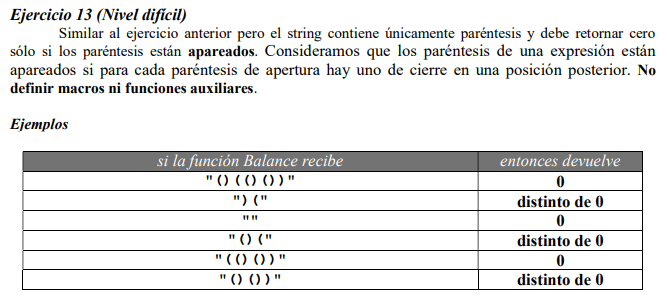 Ejercicio 13 (Nivel difícil)
Similar al ejercicio anterior pero el string contiene únicamente paréntesis y debe retornar cero
sólo si los paréntesis están apareados. Consideramos que los paréntesis de una expresión están
apareados si para cada paréntesis de apertura hay uno de cierre en una posición posterior. No
definir macros ni funciones auxiliares.
Ejemplos
si la función Balance recibe entonces devuelve
"()(()())" 0
")(" distinto de 0
"" 0
"()(" distinto de 0
"(()())" 0
"()())" distinto de 0